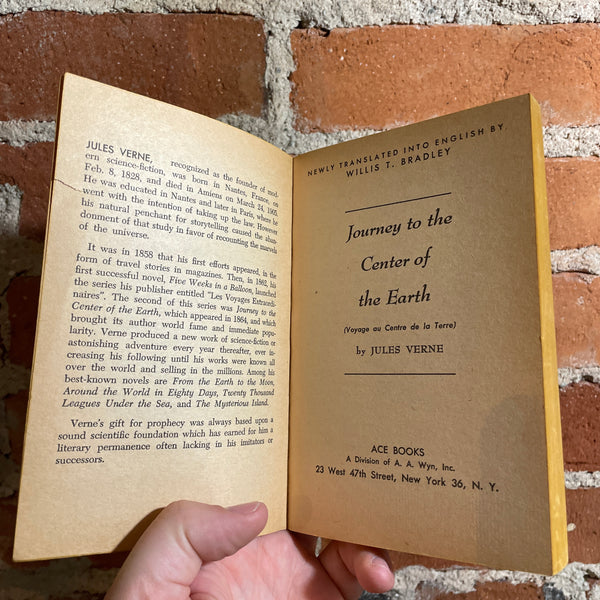 JULES VERNE, recognized as the founder of mod-
ern science-fiction, was born in Nantes, France, on
Feb. 8, 1828, and died in Amiens on March 24, 1905.
He was educated in Nantes and later in Paris, where he
went with the intention of taking up the law. However
his natural penchant for storytelling caused the aban-
donment of that study in favor of recounting the marvels
of the universe.
It was in 1858 that his first efforts appeared, in the
form of travel stories in magazines. Then, in 1862, his
first successful novel, Five Weeks in a Balloon, launched
the series his publisher entitled "Les Voyages Extraordi-
naires". The second of this series was Journey to the
Center of the Earth, which appeared in 1864, and which
brought its author world fame and immediate popu-
larity. Verne produced a new work of science-fiction or
astonishing adventure every year thereafter, ever in-
creasing his following until his works were known all
over the world and selling in the millions. Among his
best-known novels are From the Earth to the Moon,
Around the World in Eighty Days, Twenty Thousand
Leagues Under the Sea, and The Mysterious Island.
Verne's gift for prophecy was always based upon
a sound scientific foundation which has earned for him a
literary permanence often lacking in his imitators or
successors.
NEWLY TRANSLATED INTO ENGLISH BY
WILLIS T. BRADLEY
Journey to the
Center of
the Earth
(Voyage au Centre de la Terre)
by JULES VERNE
ACE BOOKS
A Division of A. A. Wyn, Inc.
23 West 47th Street, New York 36, N. Y.